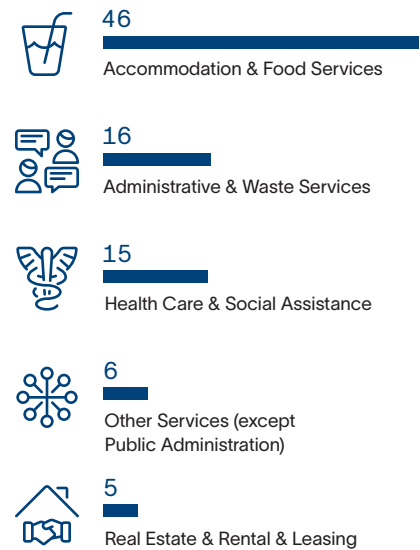 46
Accommodation & Food Services
16
Administrative & Waste Services
15
Health Care & Social Assistance
6
Other Services (except
Public Administration)
5
Real Estate & Rental & Leasing